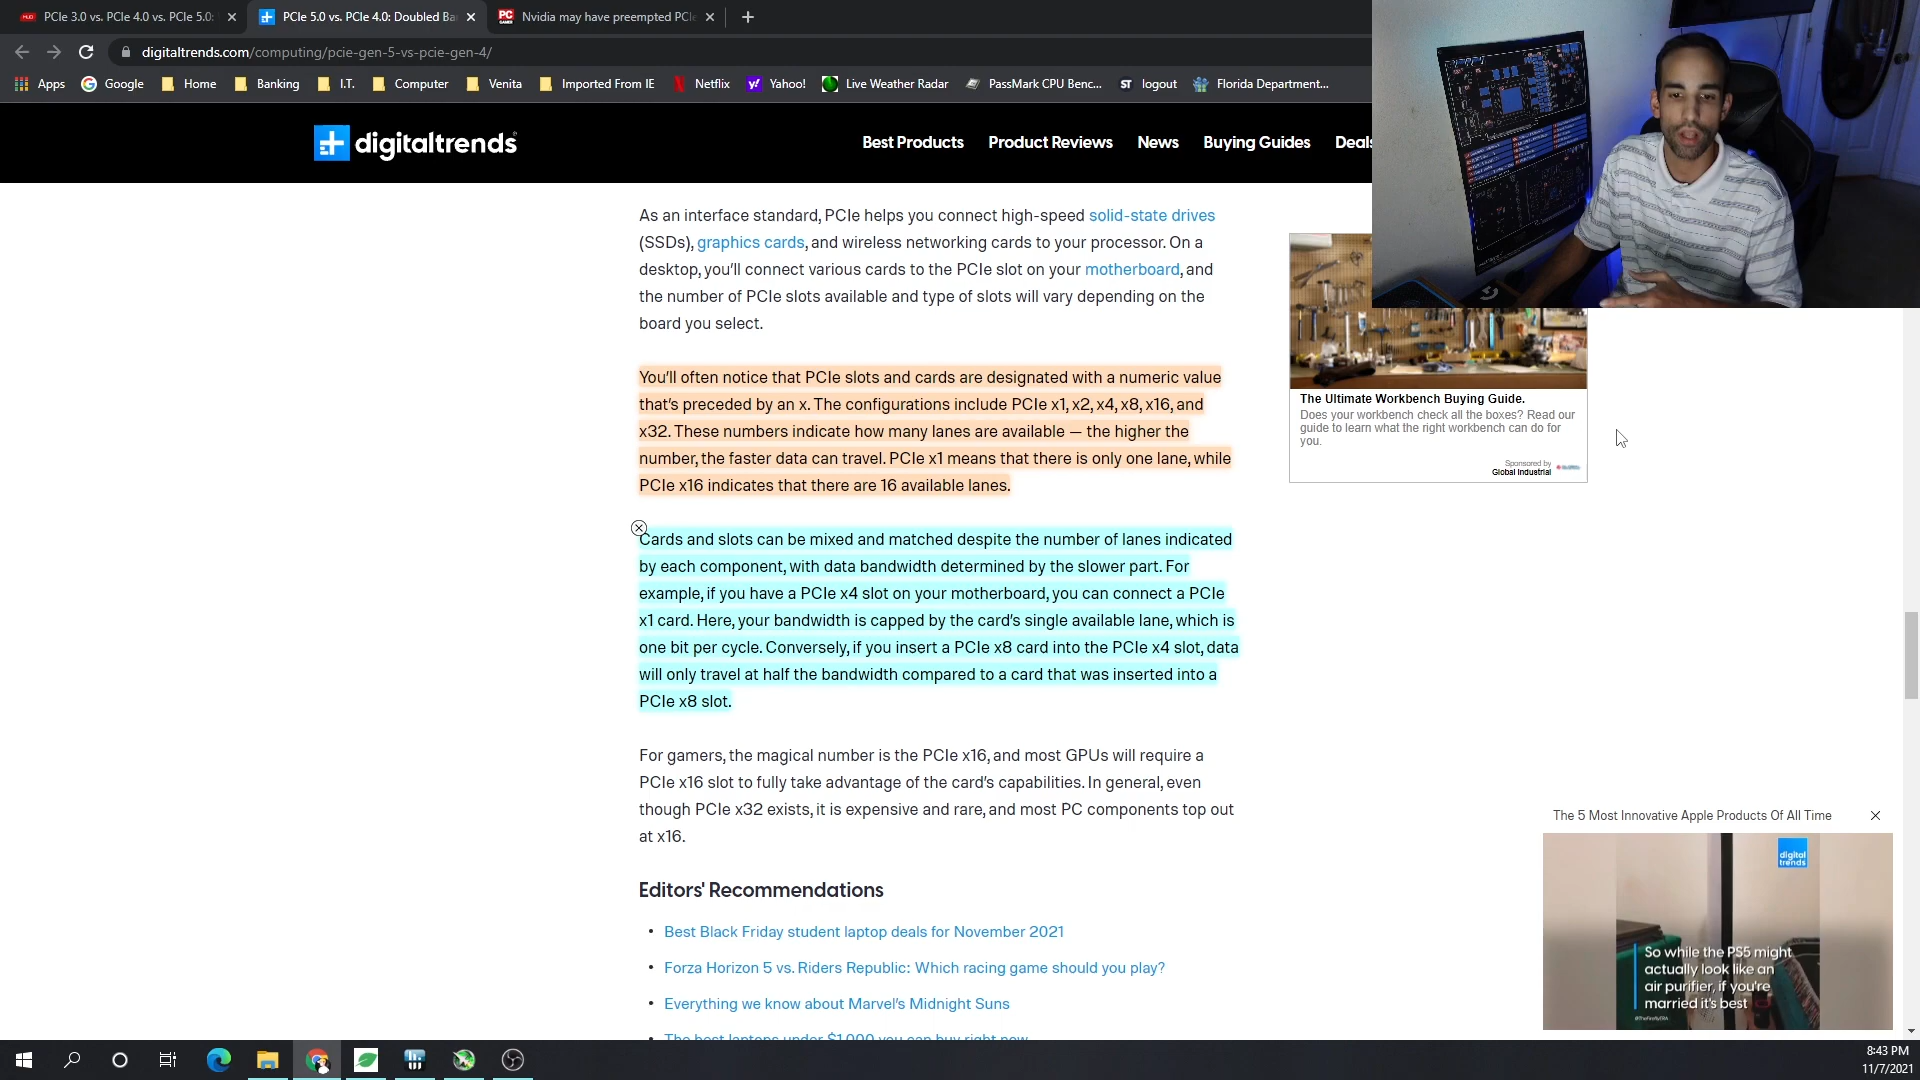 PCIe 3.0 vs. PCIe 4.0 vs. PCIe 5.0:
PCIe 5.0 vs. PCIe 4.0: Doubled Ba
Nvidia may have preempted PCIe
digitaltrends.com/computing/pcie-gen-5-vs-pcie-gen-4/
Apps
Google
Home
Banking
I.T.
Computer
Venita
Imported From IE
Netflix
Yahoo!
Live Weather Radar
PassMark CPU Benc...
ST logout
Florida Department...
digitaltrends
Best Products
Product Reviews
News
Buying Guides
Deals
As an interface standard, PCIe helps you connect high-speed solid-state drives
(SSDs), graphics cards, and wireless networking cards to your processor. On a
desktop, you'll connect various cards to the PCIe slot on your motherboard, and
the number of PCIe slots available and type of slots will vary depending on the
board you select.
You'll often notice that PCIe slots and cards are designated with a numeric value
that's preceded by an x. The configurations include PCIe x1, x2, x4, x8, x16, and
x32. These numbers indicate how many lanes are available — the higher the
number, the faster data can travel. PCIe x1 means that there is only one lane, while
PCIe x16 indicates that there are 16 available lanes.
Cards and slots can be mixed and matched despite the number of lanes indicated
by each component, with data bandwidth determined by the slower part. For
example, if you have a PCIe x4 slot on your motherboard, you can connect a PCIe
x1 card. Here, your bandwidth is capped by the card's single available lane, which is
one bit per cycle. Conversely, if you insert a PCIe x8 card into the PCIe x4 slot, data
will only travel at half the bandwidth compared to a card that was inserted into a
PCIe x8 slot.
For gamers, the magical number is the PCIe x16, and most GPUs will require a
PCIe x16 slot to fully take advantage of the card's capabilities. In general, even
though PCIe x32 exists, it is expensive and rare, and most PC components top out
at x16.
Editors' Recommendations
• Best Black Friday student laptop deals for November 2021
• Forza Horizon 5 vs. Riders Republic: Which racing game should you play?
• Everything we know about Marvel's Midnight Suns
• The best laptops under $1,000 you can buy right now
The Ultimate Workbench Buying Guide.
Does your workbench check all the boxes? Read our
guide to learn what the right workbench can do for
you.
Sponsored by
Global Industrial
The 5 Most Innovative Apple Products Of All Time
digital
trends
So while the PS5 might
actually look like an
air purifier, if you're
married it's best
8:43 PM
11/7/2021